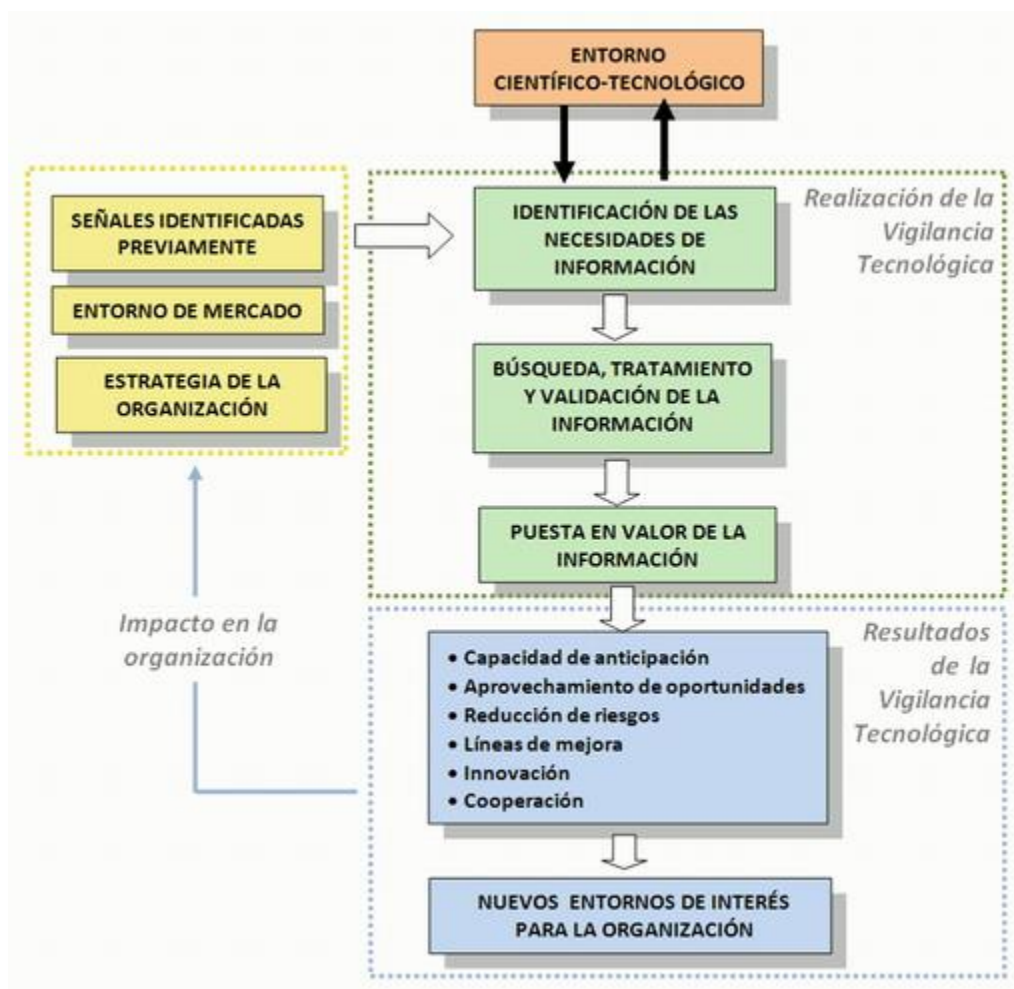 ENTORNO
CIENTÍFICO-TECNOLÓGICO
SEÑALES IDENTIFICADAS
PREVIAMENTE
ENTORNO DE MERCADO
ESTRATEGIA DE LA
ORGANIZACIÓN
Realización de la
Vigilancia
Tecnológica
IDENTIFICACIÓN DE LAS
NECESIDADES DE
INFORMACIÓN
BÚSQUEDA, TRATAMIENTO
Y VALIDACIÓN DE LA
INFORMACIÓN
PUESTA EN VALOR DE LA
INFORMACIÓN
Impacto en la
organización
Resultados
de la
Vigilancia
Tecnológica
• Capacidad de anticipación
• Aprovechamiento de oportunidades
• Reducción de riesgos
• Líneas de mejora
• Innovación
• Cooperación
NUEVOS ENTORNOS DE INTERÉS
PARA LA ORGANIZACIÓN